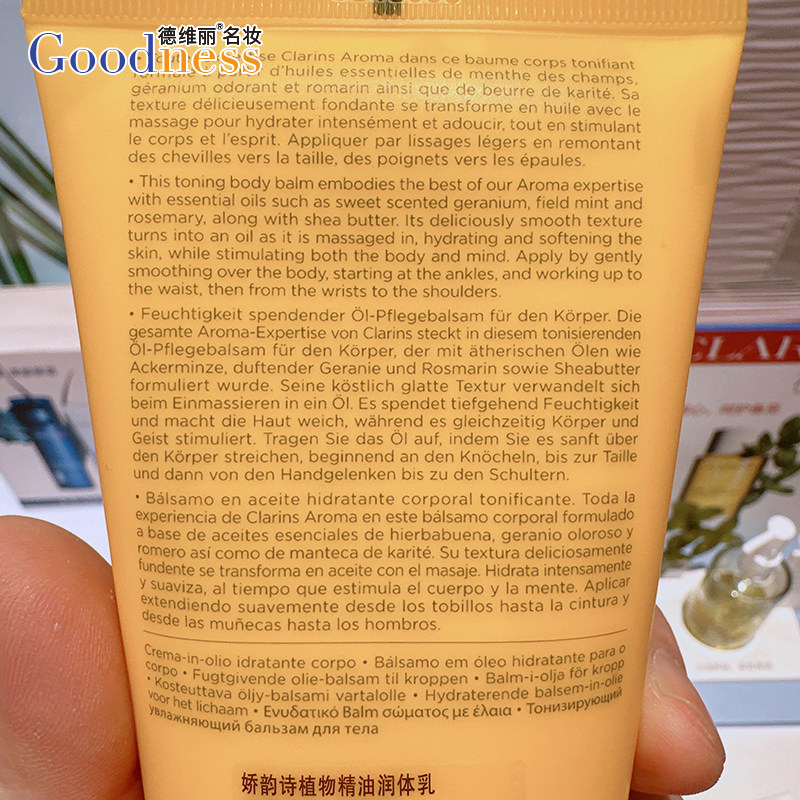 德维丽®名妆
Goodness
Clarins Aroma dans ce baume corps tonifiant
d'huiles essentielles de menthe des champs,
géranium odorant et romarin ainsi que de beurre de karité. Sa
texture délicieusement fondante se transforme en huile avec le
massage pour hydrater intensément et adoucir, tout en stimulant
le corps et l'esprit. Appliquer par lissages légers en remontant
des chevilles vers la taille, des poignets vers les épaules.
• This toning body balm embodies the best of our Aroma expertise
with essential oils such as sweet scented geranium, field mint and
rosemary, along with shea butter. Its deliciously smooth texture
turns into an oil as it is massaged in, hydrating and softening the
skin, while stimulating both the body and mind. Apply by gently
smoothing over the body, starting at the ankles, and working up to
the waist, then from the wrists to the shoulders.
• Feuchtigkeit spendender Öl-Pflegebalsam für den Körper. Die
gesamte Aroma-Expertise von Clarins steckt in diesem tonisierenden
Öl-Pflegebalsam für den Körper, der mit ätherischen Ölen wie
Ackerminze, duftender Geranie und Rosmarin sowie Sheabutter
formuliert wurde. Seine köstlich glatte Textur verwandelt sich
beim Einmassieren in ein Öl. Es spendet tiefgehend Feuchtigkeit
und macht die Haut weich, während es gleichzeitig Körper und
Geist stimuliert. Tragen Sie das Öl auf, indem Sie es sanft über
den Körper streichen, beginnend an den Knöcheln, bis zur Taille
und dann von den Handgelenken bis zu den Schultern.
• Bálsamo en aceite hidratante corporal tonificante. Toda la
experiencia de Clarins Aroma en este bálsamo corporal formulado
a base de aceites esenciales de hierbabuena, geranio oloroso y
romero así como de manteca de karité. Su textura deliciosamente
fundente se transforma en aceite con el masaje. Hidrata intensamente
y suaviza, al tiempo que estimula el cuerpo y la mente. Aplicar
extendiendo suavemente desde los tobillos hasta la cintura y
desde las muñecas hasta los hombros.
Crema-in-olio idratante corpo • Bálsamo em óleo hidratante para o
corpo • Fugtgivende olie-balsam til kroppen • Balm-i-olja för kropp
• Kosteuttava öljy-balsami vartalolle • Hydraterende balsem-in-olie
voor het lichaam • Ενυδατικό Balm σώματος με έλαια • Тонизирующий
увлажняющий бальзам для тела
娇韵诗植物精油润体乳
CLAR